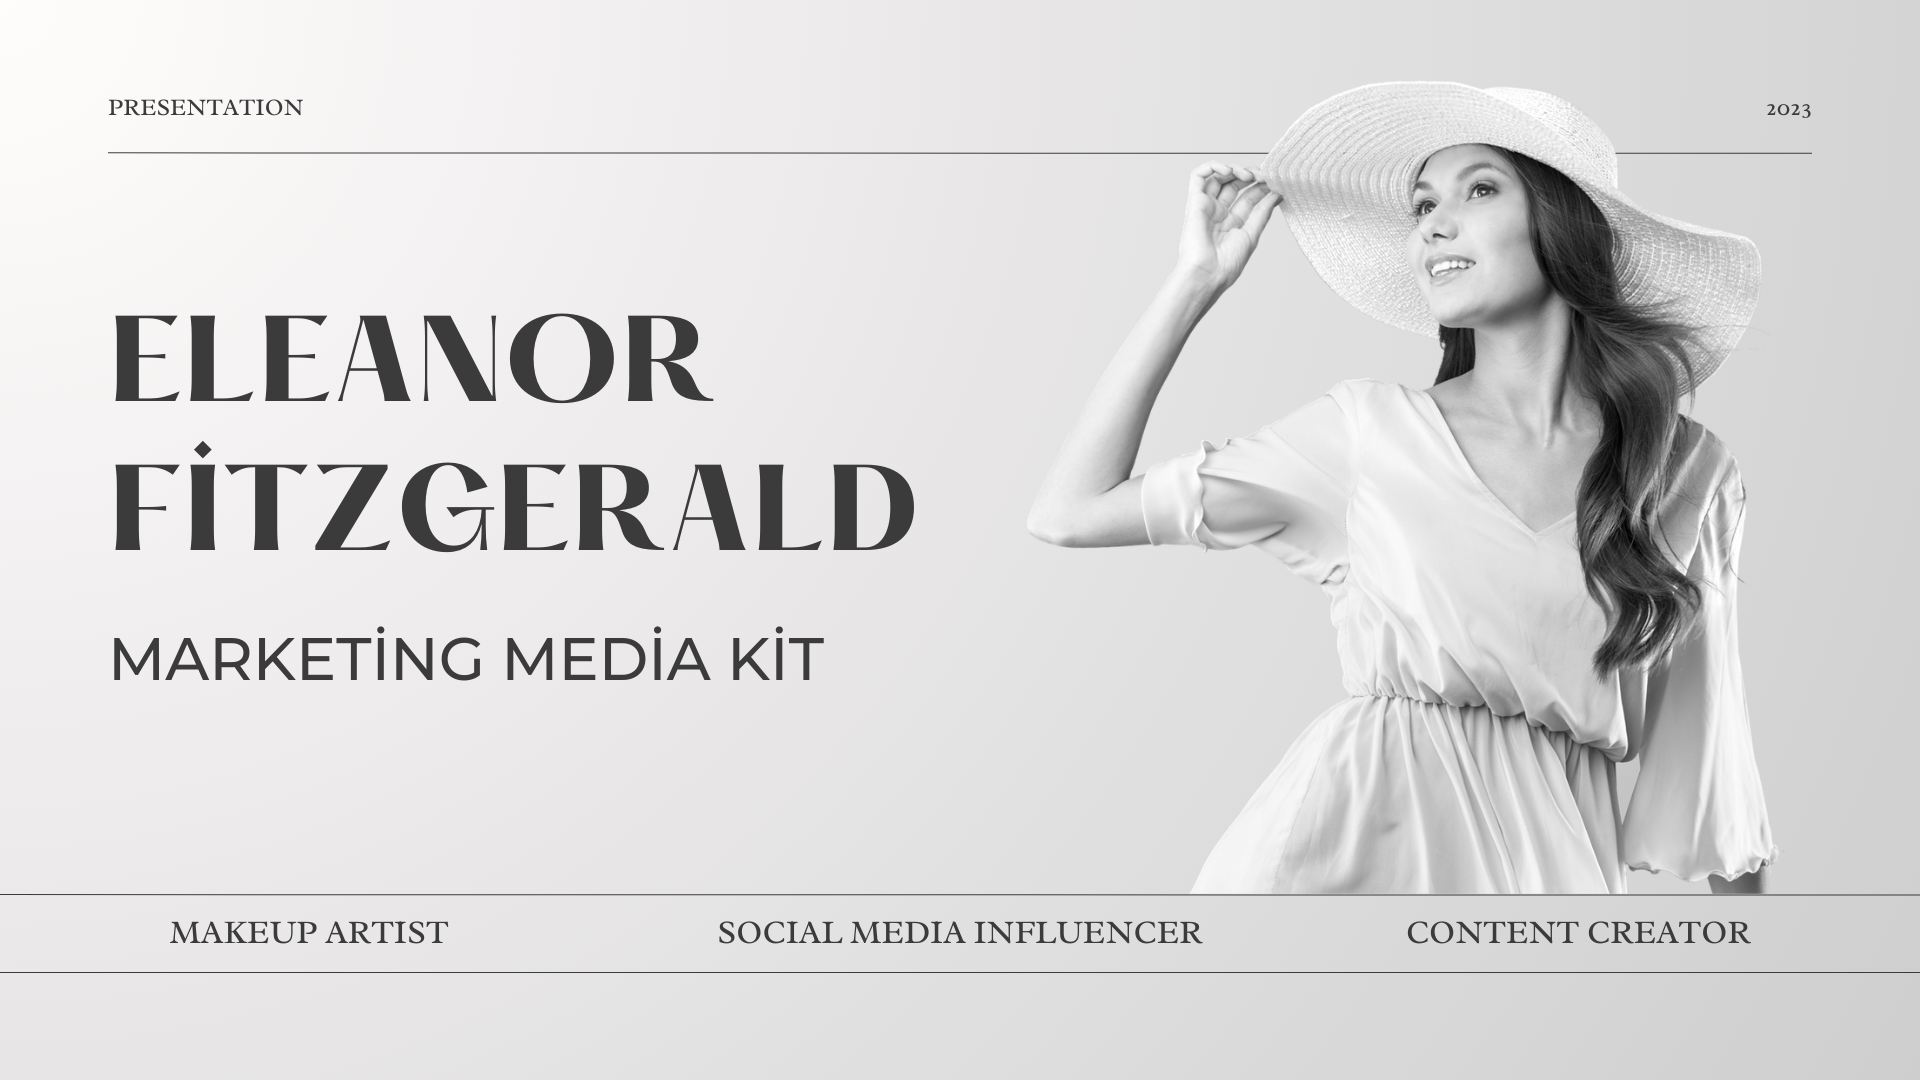 PRESENTATION
2023
ELEANOR
FİTZGERALD
MARKETİNG MEDİA KİT
MAKEUP ARTIST
SOCIAL MEDIA INFLUENCER
CONTENT CREATOR